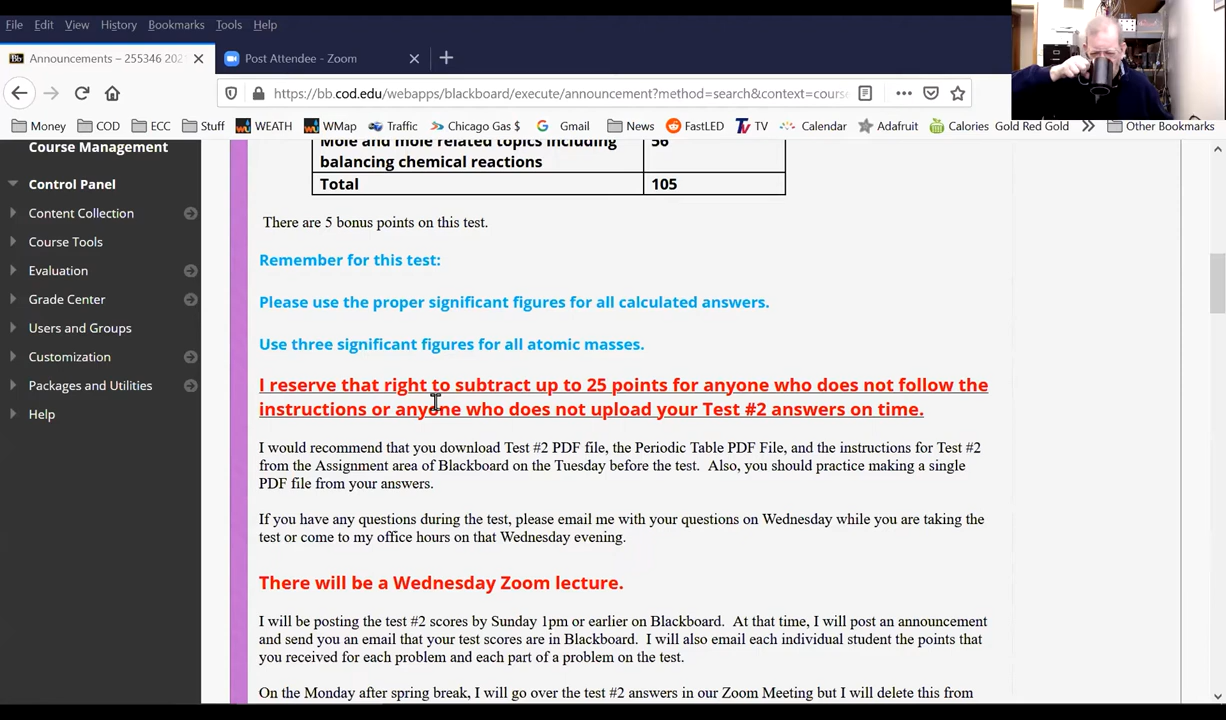 File Edit View History Bookmarks Tools Help
Bb Announcements – 255346 202
Post Attendee - Zoom
https://bb.cod.edu/webapps/blackboard/execute/announcement?method=search&context=course
Money COD ECC Stuff WU WEATH WU WMap Traffic Chicago Gas $ G Gmail News FastLED TV TV Calendar Adafruit Calories Gold Red Gold Other Bookmarks
Course Management
Control Panel
Content Collection
Course Tools
Evaluation
Grade Center
Users and Groups
Customization
Packages and Utilities
Help
Mole and mole related topics including 56
balancing chemical reactions
Total 105
There are 5 bonus points on this test.
Remember for this test:
Please use the proper significant figures for all calculated answers.
Use three significant figures for all atomic masses.
I reserve that right to subtract up to 25 points for anyone who does not follow the
instructions or anyone who does not upload your Test #2 answers on time.
I would recommend that you download Test #2 PDF file, the Periodic Table PDF File, and the instructions for Test #2
from the Assignment area of Blackboard on the Tuesday before the test. Also, you should practice making a single
PDF file from your answers.
If you have any questions during the test, please email me with your questions on Wednesday while you are taking the
test or come to my office hours on that Wednesday evening.
There will be a Wednesday Zoom lecture.
I will be posting the test #2 scores by Sunday 1pm or earlier on Blackboard. At that time, I will post an announcement
and send you an email that your test scores are in Blackboard. I will also email each individual student the points that
you received for each problem and each part of a problem on the test.
On the Monday after spring break, I will go over the test #2 answers in our Zoom Meeting but I will delete this from